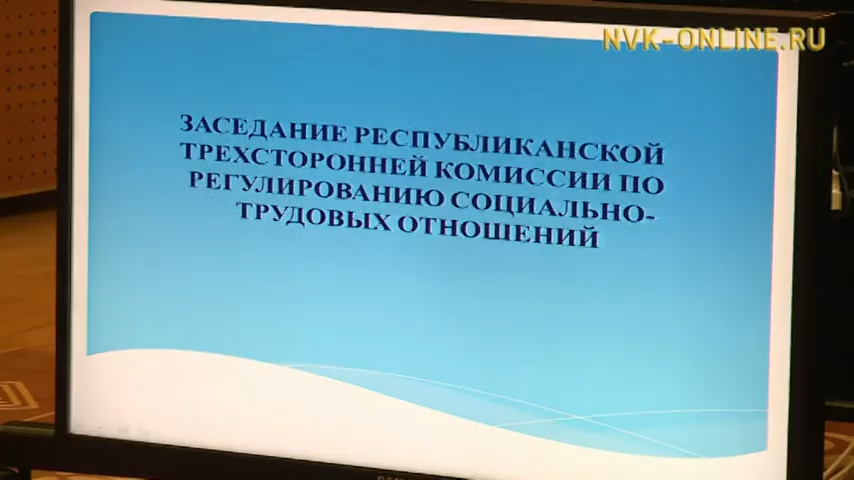 NVK-ONLINE.RU
ЗАСЕДАНИЕ РЕСПУБЛИКАНСКОЙ
ТРЕХСТОРОННЕЙ КОМИССИИ ПО
РЕГУЛИРОВАНИЮ СОЦИАЛЬНО-
ТРУДОВЫХ ОТНОШЕНИЙ